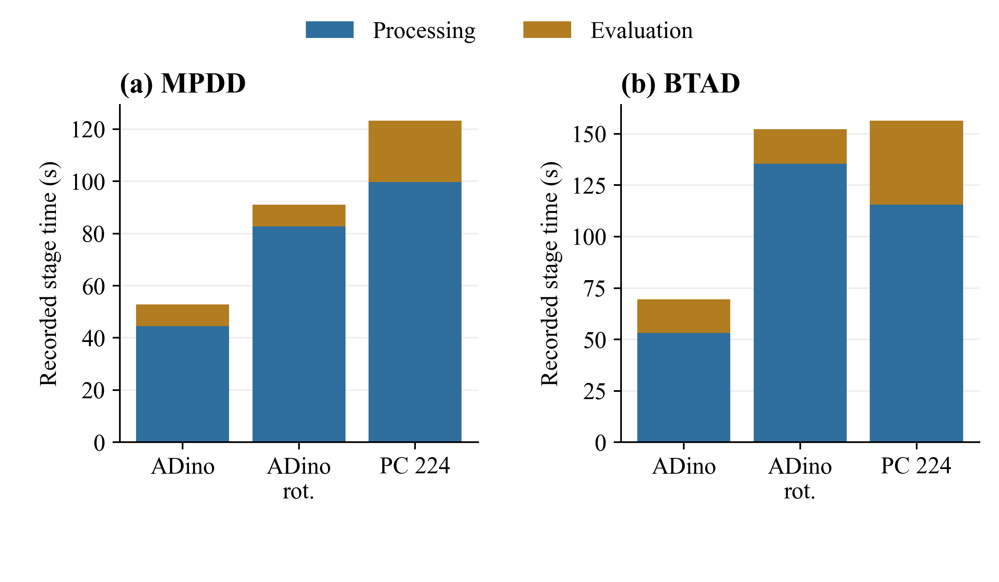 Processing Evaluation
(a) MPDD
Recorded stage time (s)
120
100
80
60
40
20
0
ADino ADino PC 224
rot.
(b) BTAD
Recorded stage time (s)
150
125
100
75
50
25
0
ADino ADino PC 224
rot.